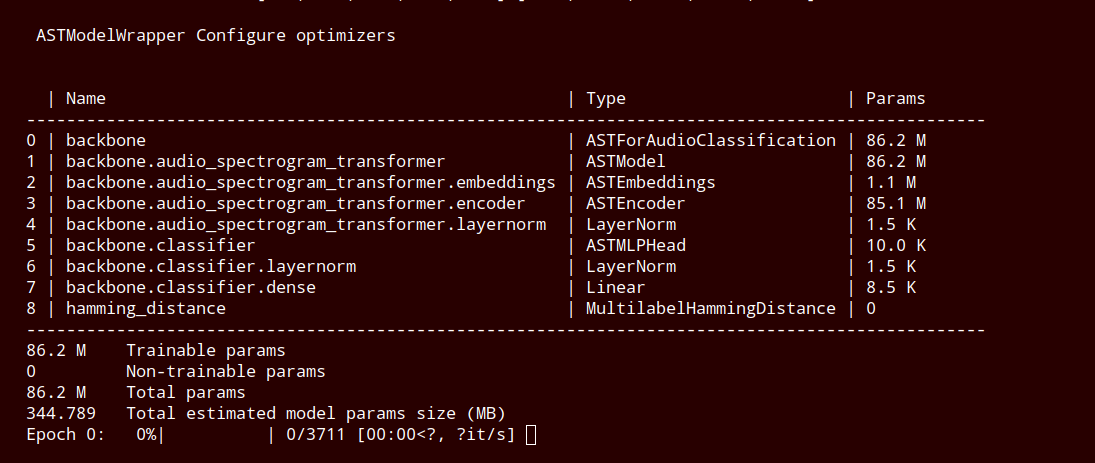 ASTModelWrapper Configure optimizers
| Name | Type | Params
------------------------------------------------------------------------------------------------
0 | backbone | ASTForAudioClassification | 86.2 M
1 | backbone.audio_spectrogram_transformer | ASTModel | 86.2 M
2 | backbone.audio_spectrogram_transformer.embeddings | ASTEmbeddings | 1.1 M
3 | backbone.audio_spectrogram_transformer.encoder | ASTEncoder | 85.1 M
4 | backbone.audio_spectrogram_transformer.layernorm | LayerNorm | 1.5 K
5 | backbone.classifier | ASTMLPHead | 10.0 K
6 | backbone.classifier.layernorm | LayerNorm | 1.5 K
7 | backbone.classifier.dense | Linear | 8.5 K
8 | hamming_distance | MultilabelHammingDistance | 0
------------------------------------------------------------------------------------------------
86.2 M Trainable params
0 Non-trainable params
86.2 M Total params
344.789 Total estimated model params size (MB)
Epoch 0: 0%| | 0/3711 [00:00<?, ?it/s]